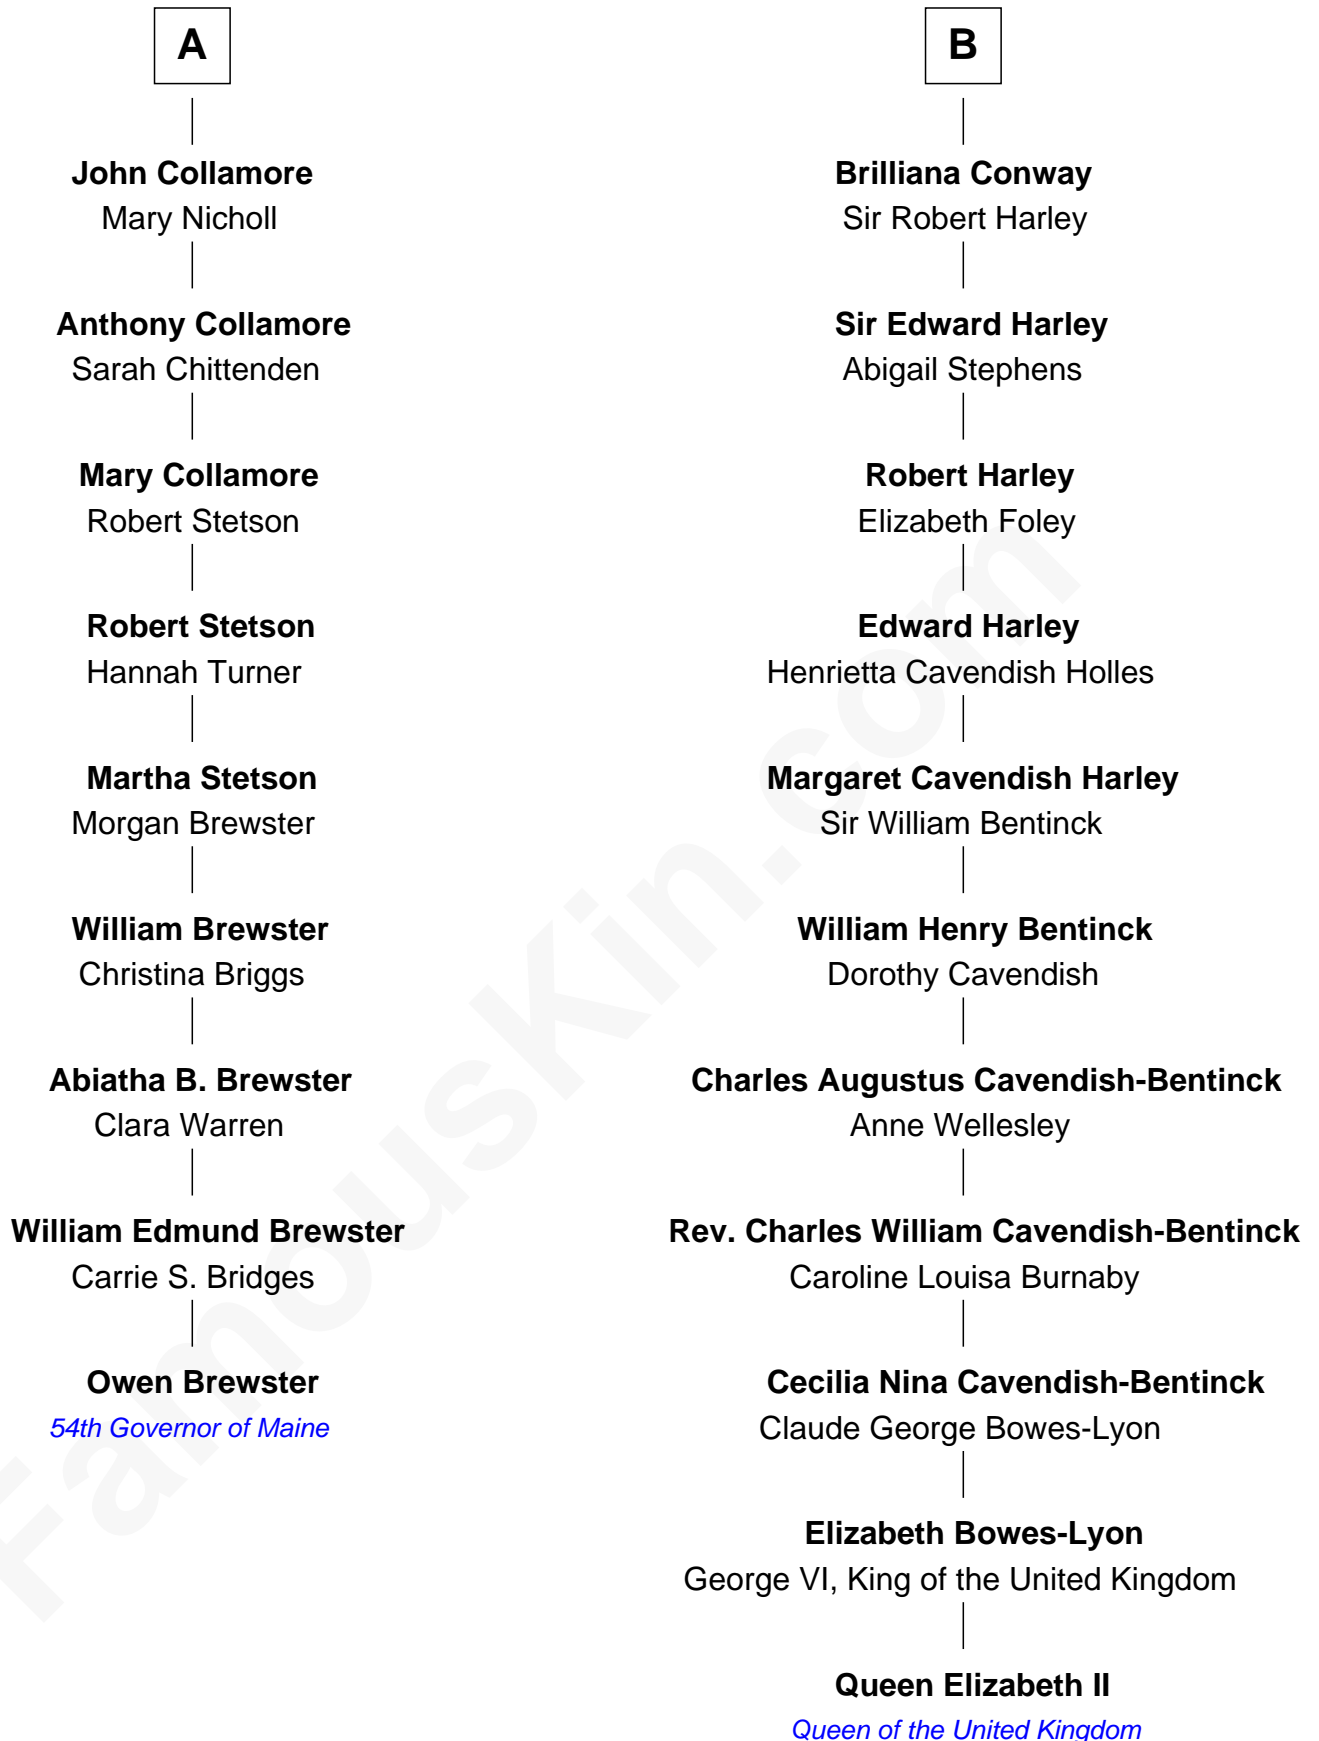 A
John Collamore
Mary Nicholl
Anthony Collamore
Sarah Chittenden
Mary Collamore
Robert Stetson
Robert Stetson
Hannah Turner
Martha Stetson
Morgan Brewster
William Brewster
Christina Briggs
Abiatha B. Brewster
Clara Warren
William Edmund Brewster
Carrie S. Bridges
Owen Brewster
54th Governor of Maine
B
Brilliana Conway
Sir Robert Harley
Sir Edward Harley
Abigail Stephens
Robert Harley
Elizabeth Foley
Edward Harley
Henrietta Cavendish Holles
Margaret Cavendish Harley
Sir William Bentinck
William Henry Bentinck
Dorothy Cavendish
Charles Augustus Cavendish-Bentinck
Anne Wellesley
Rev. Charles William Cavendish-Bentinck
Caroline Louisa Burnaby
Cecilia Nina Cavendish-Bentinck
Claude George Bowes-Lyon
Elizabeth Bowes-Lyon
George VI, King of the United Kingdom
Queen Elizabeth II
Queen of the United Kingdom
FamousKin.com